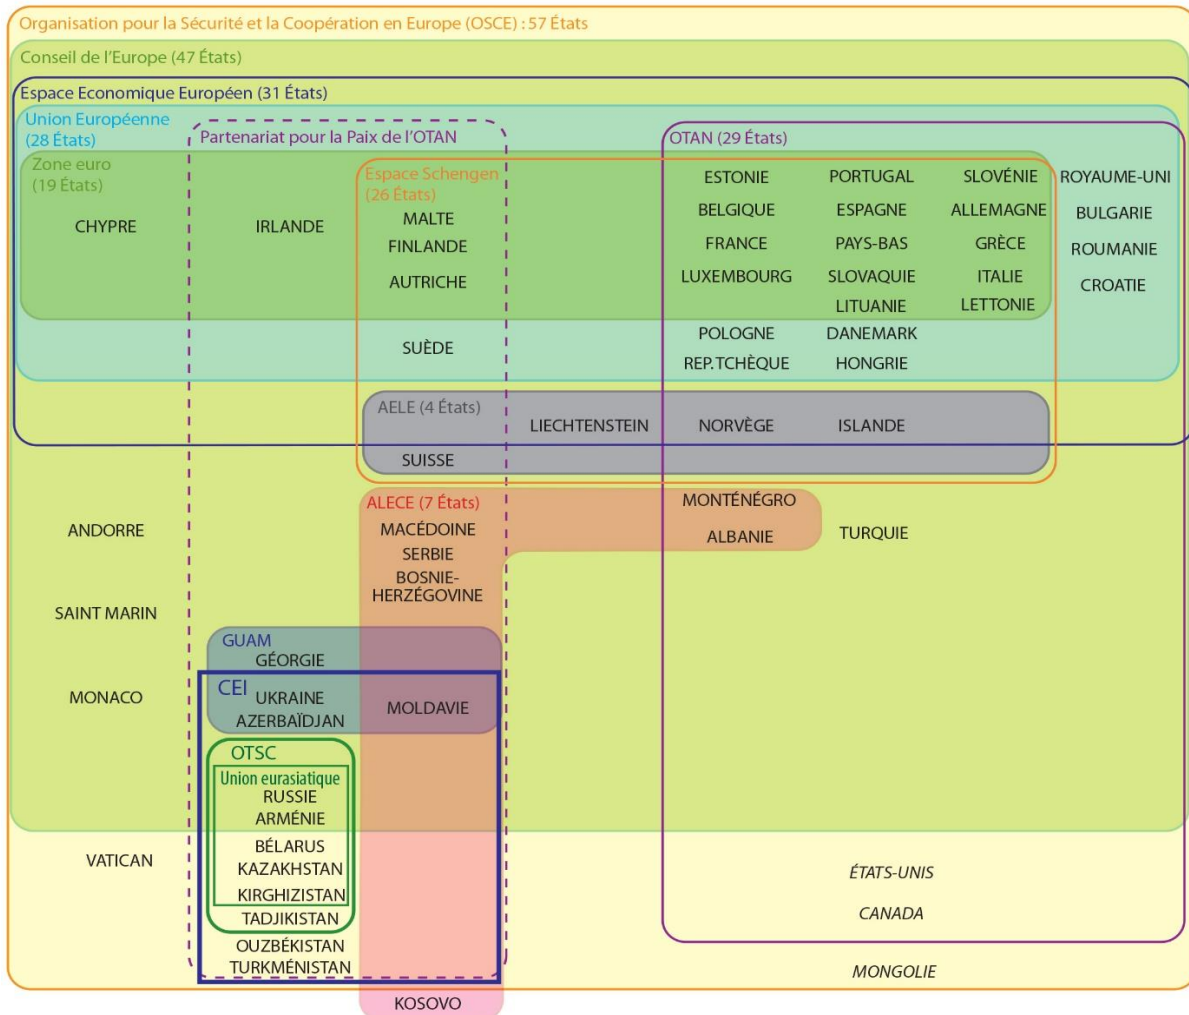 Organisation pour la Sécurité et la Coopération en Europe (OSCE) : 57 États
Conseil de l'Europe (47 États)
Espace Economique Européen (31 États)
Union Européenne
(28 États)
Partenariat pour la Paix de l'OTAN
OTAN (29 États)
Zone euro
(19 États)
Espace Schengen
(26 États)
CHYPRE
IRLANDE
MALTE
FINLANDE
AUTRICHE
SUÈDE
ESTONIE
BELGIQUE
FRANCE
LUXEMBOURG
PORTUGAL
ESPAGNE
PAYS-BAS
SLOVAQUIE
LITUANIE
SLOVÉNIE
ALLEMAGNE
GRÈCE
ITALIE
LETTONIE
ROYAUME-UNI
BULGARIE
ROUMANIE
CROATIE
POLOGNE
REP.TCHÈQUE
DANEMARK
HONGRIE
AELE (4 États)
LIECHTENSTEIN
NORVÈGE
ISLANDE
SUISSE
ALECE (7 États)
MACÉDOINE
SERBIE
BOSNIE-
HERZÉGOVINE
MONTÉNÉGRO
ALBANIE
TURQUIE
ANDORRE
SAINT MARIN
MONACO
VATICAN
GUAM
GÉORGIE
CEI
UKRAINE
AZERBAÏDJAN
MOLDAVIE
OTSC
Union eurasiatique
RUSSIE
ARMÉNIE
BÉLARUS
KAZAKHSTAN
KIRGHIZISTAN
TADJIKISTAN
OUZBÉKISTAN
TURKMÉNISTAN
KOSOVO
ÉTATS-UNIS
CANADA
MONGOLIE